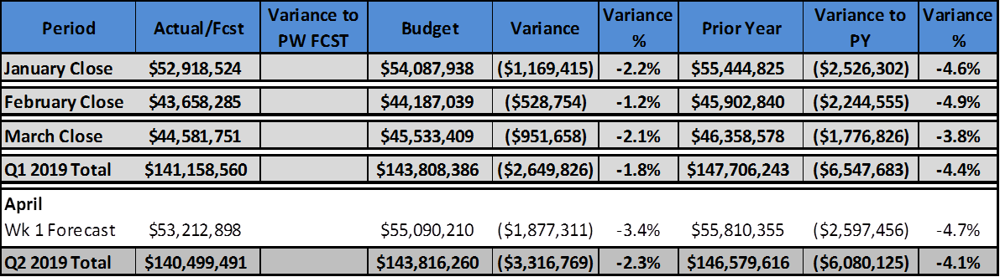 Period Actual/Fcst Variance to PW FCST Budget Variance Variance % Prior Year Variance to PY Variance %
January Close $52,918,524 $54,087,938 ($1,169,415) -2.2% $55,444,825 ($2,526,302) -4.6%
February Close $43,658,285 $44,187,039 ($528,754) -1.2% $45,902,840 ($2,244,555) -4.9%
March Close $44,581,751 $45,533,409 ($951,658) -2.1% $46,358,578 ($1,776,826) -3.8%
Q1 2019 Total $141,158,560 $143,808,386 ($2,649,826) -1.8% $147,706,243 ($6,547,683) -4.4%
April
Wk 1 Forecast $53,212,898 $55,090,210 ($1,877,311) -3.4% $55,810,355 ($2,597,456) -4.7%
Q2 2019 Total $140,499,491 $143,816,260 ($3,316,769) -2.3% $146,579,616 ($6,080,125) -4.1%